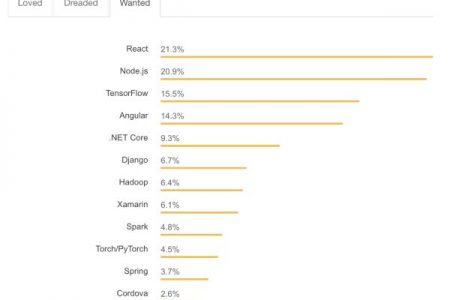 Loved Dreaded Wanted
React 21.3%
Node.js 20.9%
TensorFlow 15.5%
Angular 14.3%
.NET Core 9.3%
Django 6.7%
Hadoop 6.4%
Xamarin 6.1%
Spark 4.8%
Torch/PyTorch 4.5%
Spring 3.7%
Cordova 2.6%